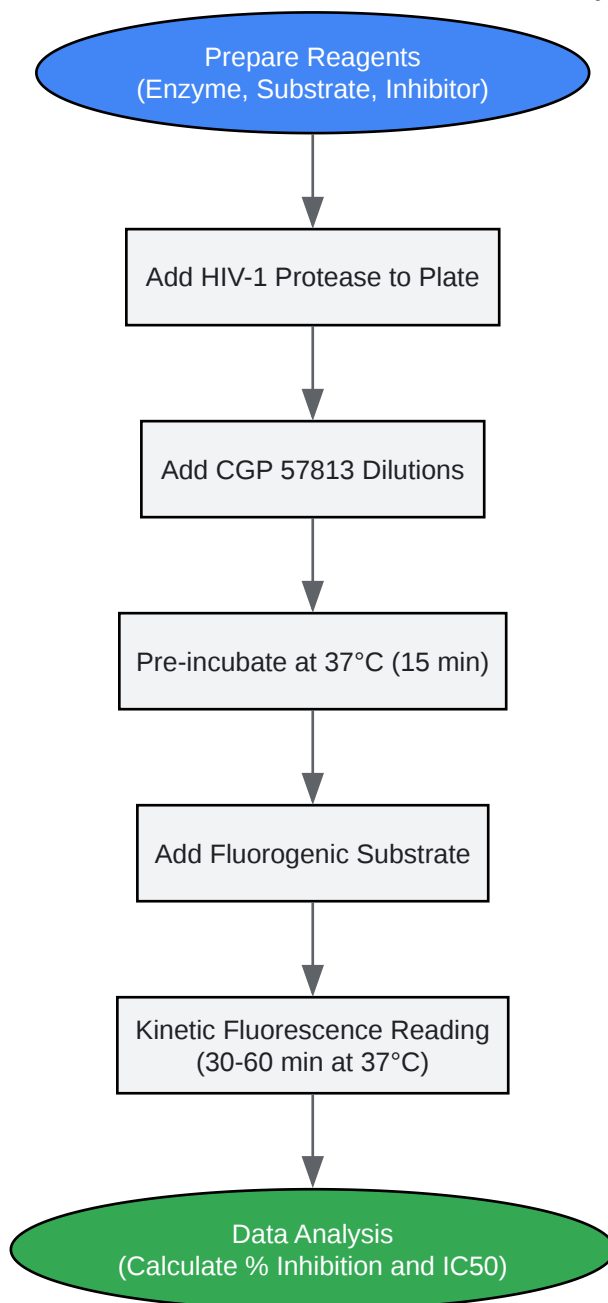 Prepare Reagents
(Enzyme, Substrate, Inhibitor)
Add HIV-1 Protease to Plate
Add CGP 57813 Dilutions
Pre-incubate at 37°C (15 min)
Add Fluorogenic Substrate
Kinetic Fluorescence Reading
(30-60 min at 37°C)
Data Analysis
(Calculate % Inhibition and IC50)